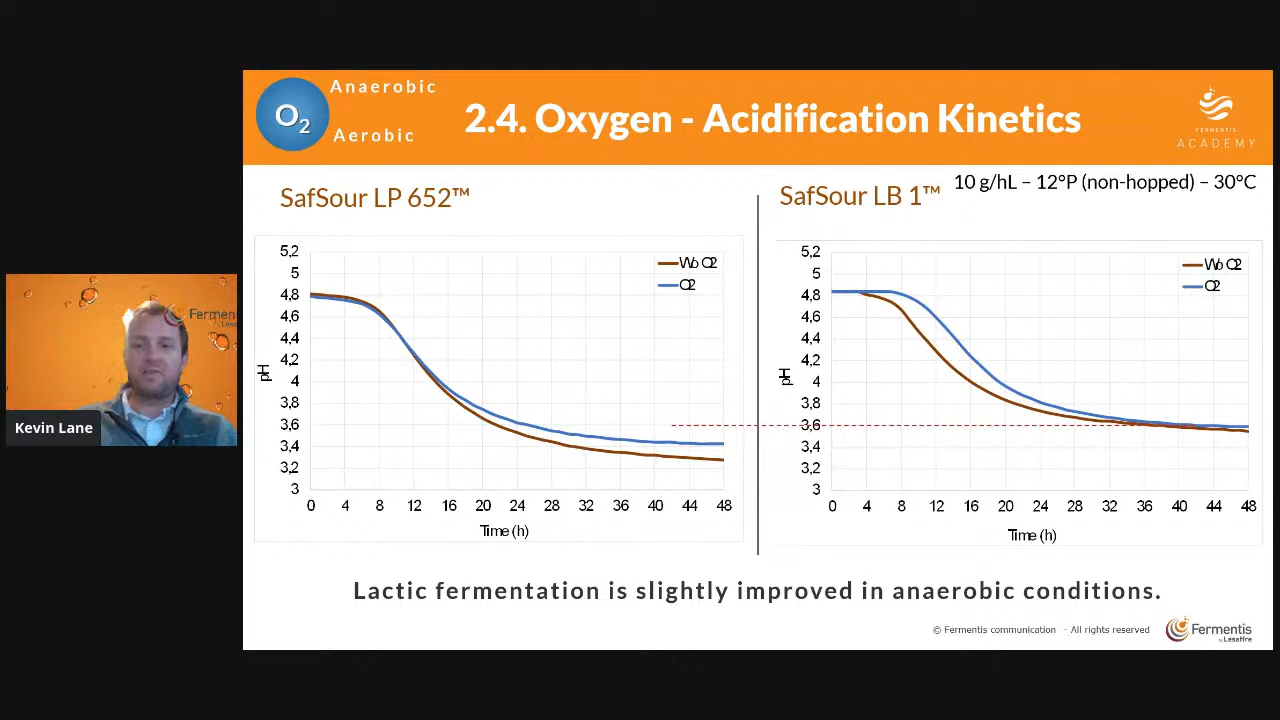 Anaerobic
O2
Aerobic
2.4. Oxygen - Acidification Kinetics
FERMENTIS
ACADEMY
SafSour LP 652™
SafSour LB 1™
10 g/hL – 12°P (non-hopped) – 30°C
5,2
5
4,8
4,6
4,4
4,2
4
3,8
3,6
3,4
3,2
3
pH
Wo O2
O2
0 4 8 12 16 20 24 28 32 36 40 44 48
Time (h)
5,2
5
4,8
4,6
4,4
4,2
4
3,8
3,6
3,4
3,2
3
pH
Wo O2
O2
0 4 8 12 16 20 24 28 32 36 40 44 48
Time (h)
Fermen
Kevin Lane
Lactic fermentation is slightly improved in anaerobic conditions.
© Fermentis communication - All rights reserved
Fermentis
by Lesaffre